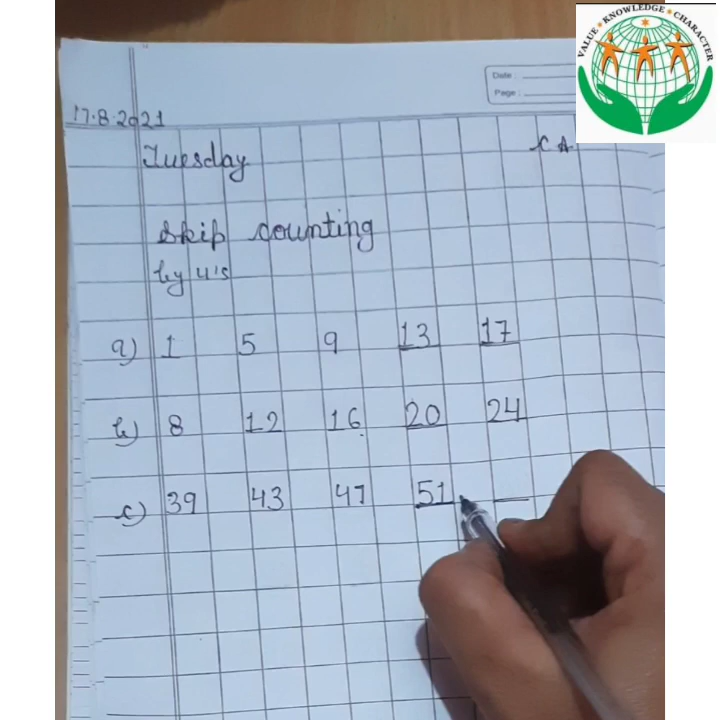 VALUE ★ KNOWLEDGE ★ CHARACTER
Date :
Page :
17.8.2021
Tuesday
C A
Skip counting
by 4's
a) 1 5 9 13 17
b) 8 12 16 20 24
c) 39 43 47 51 _